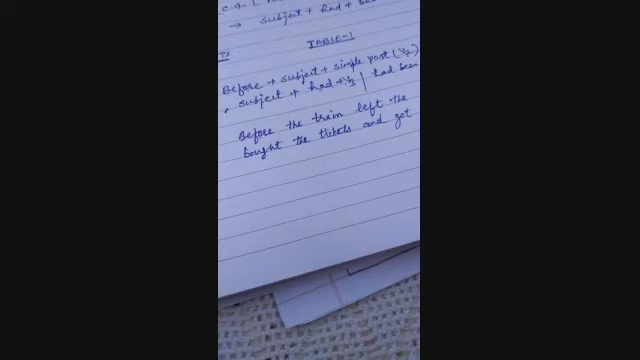 e.g. |
→ subject + had + been
TABLE-1
Before + subject + simple past (V2)
, subject + had + V3 | had been
Before the train left the
bought the tickets and got